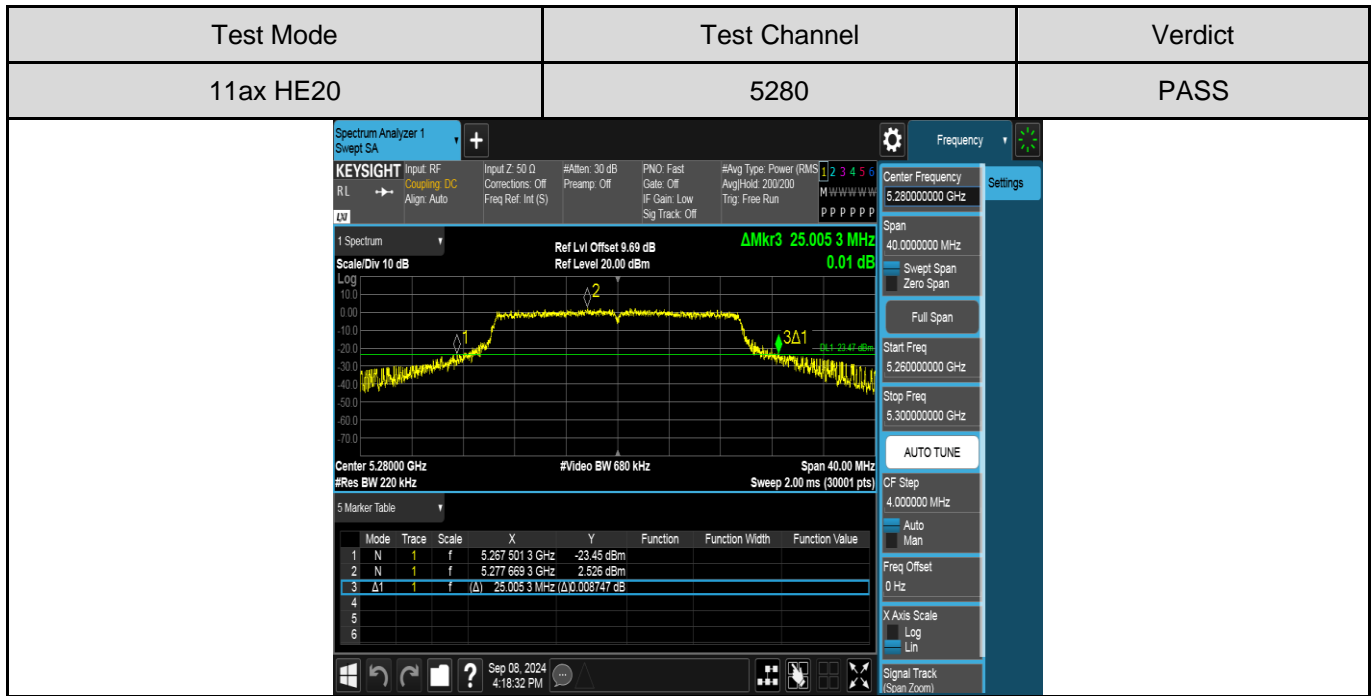 Test Mode Test Channel Verdict
11ax HE20 5280 PASS
Spectrum Analyzer 1
Swept SA
+
Frequency
KEYSIGHT
RL
LXI
Input: RF
Coupling: DC
Align: Auto
Input Z: 50 Ω
Corrections: Off
Freq Ref: Int (S)
#Atten: 30 dB
Preamp: Off
PNO: Fast
Gate: Off
IF Gain: Low
Sig Track: Off
#Avg Type: Power (RMS
Avg|Hold: 200/200
Trig: Free Run
1 2 3 4 5 6
M W W W W W
P P P P P P
1 Spectrum
Scale/Div 10 dB
Ref Lvl Offset 9.69 dB
Ref Level 20.00 dBm
ΔMkr3 25.005 3 MHz
0.01 dB
Log
10.0
0.00
-10.0
-20.0
-30.0
-40.0
-50.0
-60.0
-70.0
1
2
3Δ1
DL1 -23.47 dBm
Center 5.28000 GHz
#Res BW 220 kHz
#Video BW 680 kHz
Span 40.00 MHz
Sweep 2.00 ms (30001 pts)
5 Marker Table
Mode Trace Scale X Y Function Function Width Function Value
1 N 1 f 5.267 501 3 GHz -23.45 dBm
2 N 1 f 5.277 669 3 GHz 2.526 dBm
3 Δ1 1 f (Δ) 25.005 3 MHz (Δ)0.008747 dB
4
5
6
?
Sep 08, 2024
4:18:32 PM
Center Frequency
5.280000000 GHz
Settings
Span
40.0000000 MHz
Swept Span
Zero Span
Full Span
Start Freq
5.260000000 GHz
Stop Freq
5.300000000 GHz
AUTO TUNE
CF Step
4.000000 MHz
Auto
Man
Freq Offset
0 Hz
X Axis Scale
Log
Lin
Signal Track
(Span Zoom)